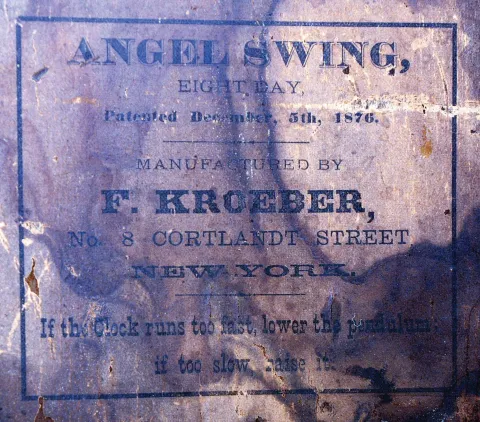 ANGEL SWING,
EIGHT DAY,
Patented December, 5th, 1876.
MANUFACTURED BY
F. KROEBER,
No. 8 CORTLANDT STREET
NEW YORK.
If the Clock runs too fast, lower the pendulum
if too slow, raise it.